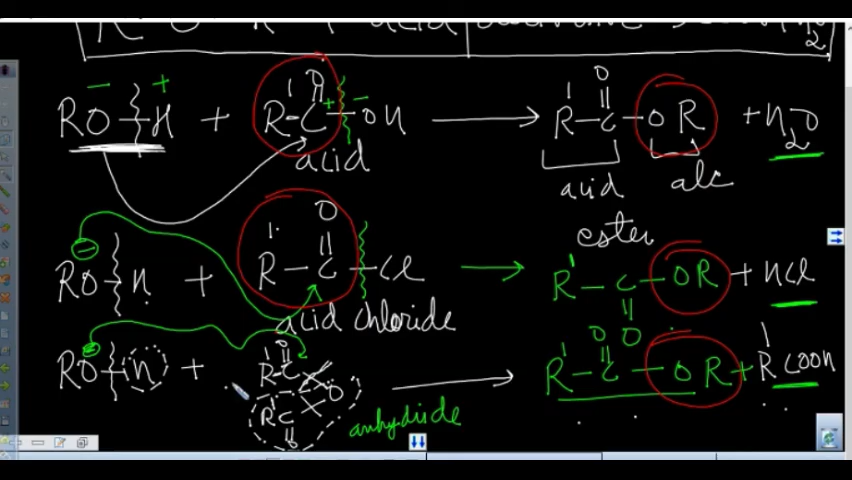 RO–H + R'–C(=O)–OH → R'–C(=O)–OR + H2O
− + + −
acid
acid alc
ester
RO–H + R'–C(=O)–Cl → R'–C(=O)–OR + HCl
−
acid chloride
RO–H + R'–C(=O)–O–C(=O)–R' → R'–C(=O)–OR + R'COOH
anhydride